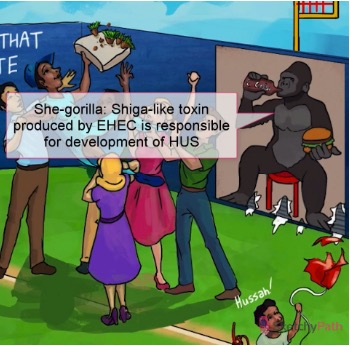 THAT
TE
She-gorilla: Shiga-like toxin
produced by EHEC is responsible
for development of HUS
Hussah!